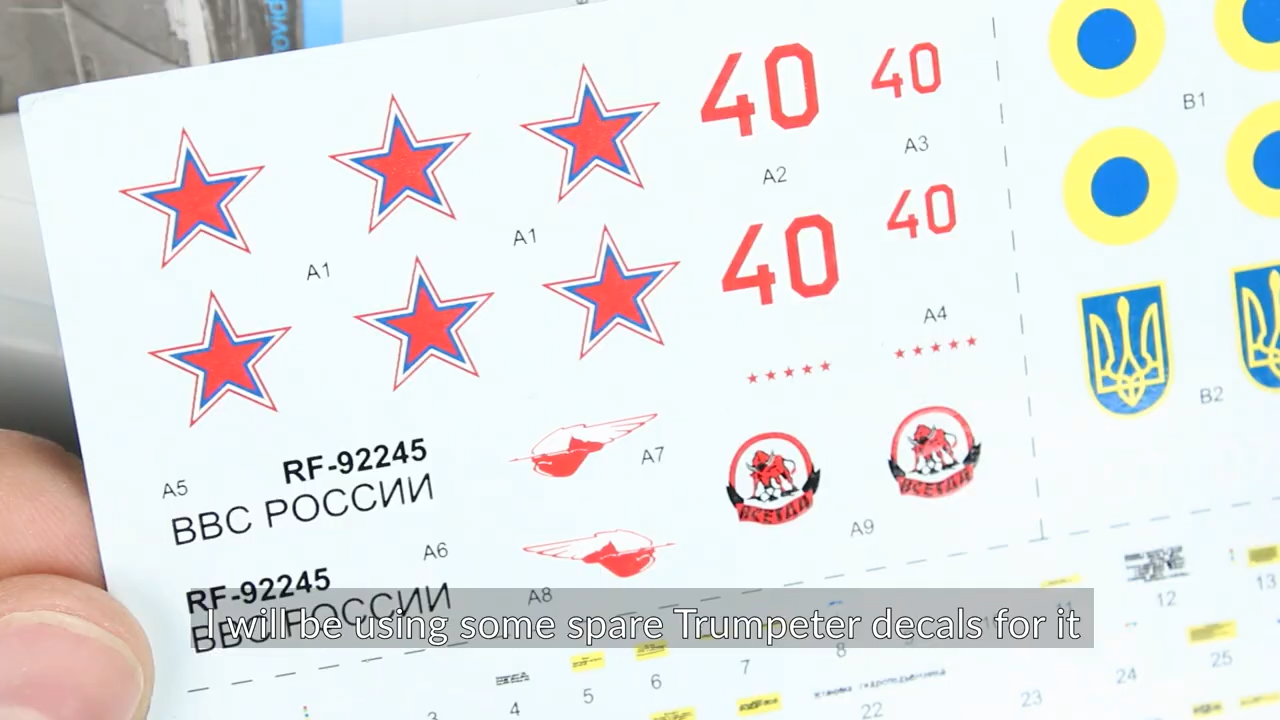 40
40
A3
A2
B1
A1
40
40
A1
A4
B2
A7
RF-92245
A5
ВВС РОССИИ
A9
A6
RF-92245
A8
ВВС РОССИИ
I will be using some spare Trumpeter decals for it
12
13
11
8
7
6
5
4
3
25
24
23
22